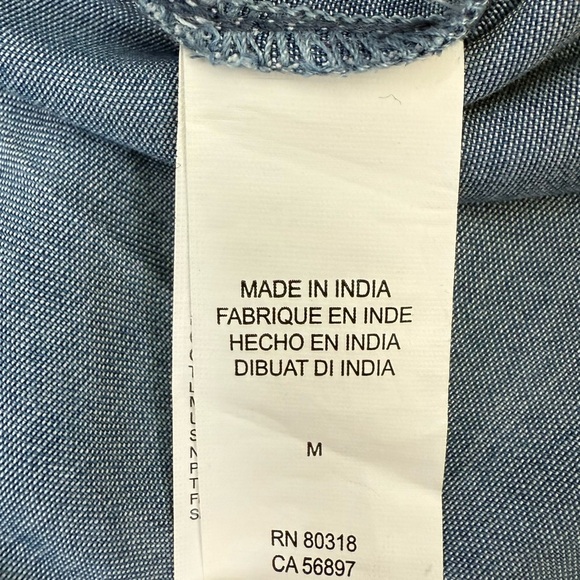 MADE IN INDIA
FABRIQUE EN INDE
HECHO EN INDIA
DIBUAT DI INDIA
M
RN 80318
CA 56897